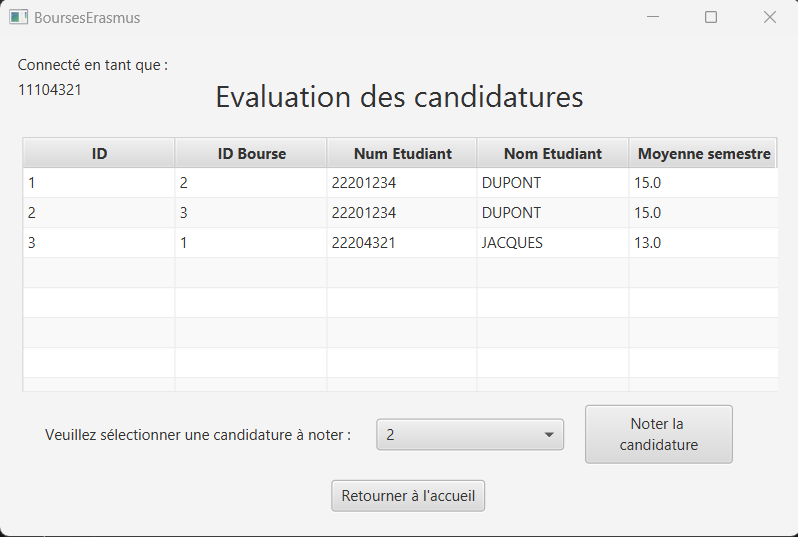 BoursesErasmus
Connecté en tant que :
11104321
Evaluation des candidatures
ID ID Bourse Num Etudiant Nom Etudiant Moyenne semestre
1 2 22201234 DUPONT 15.0
2 3 22201234 DUPONT 15.0
3 1 22204321 JACQUES 13.0
Veuillez sélectionner une candidature à noter : 2
Noter la
candidature
Retourner à l'accueil